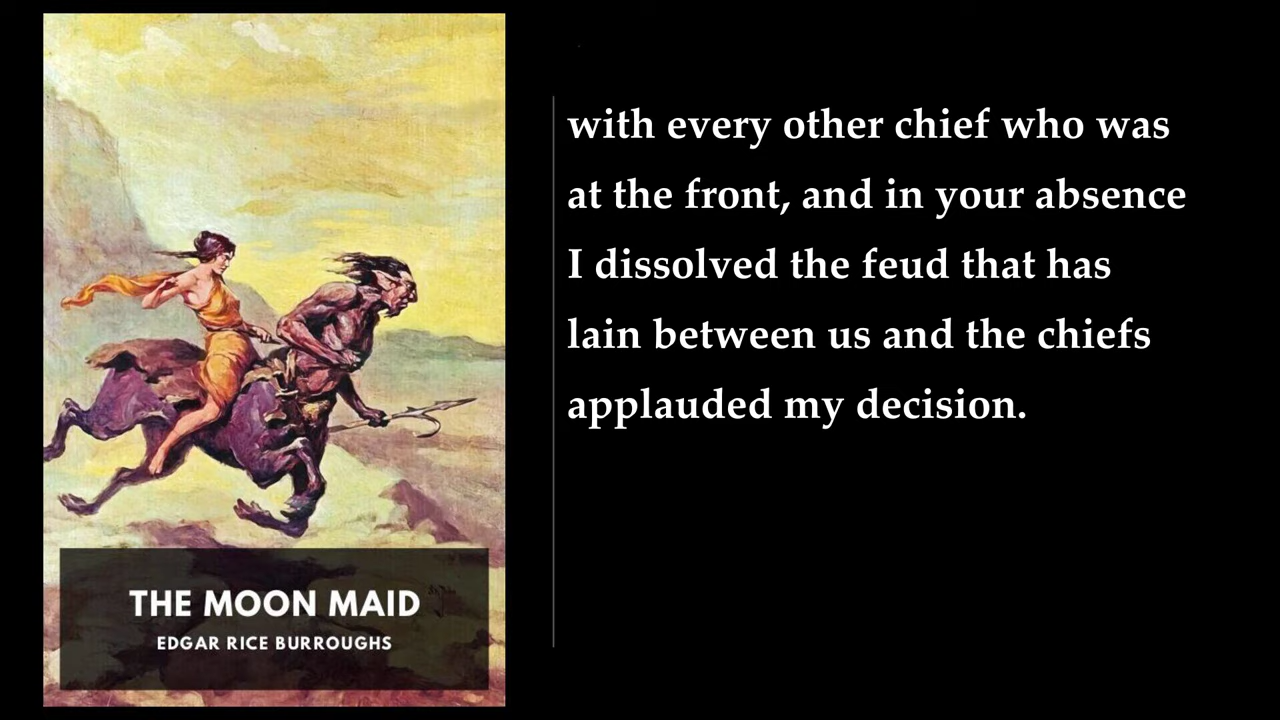 THE MOON MAID
EDGAR RICE BURROUGHS
with every other chief who was
at the front, and in your absence
I dissolved the feud that has
lain between us and the chiefs
applauded my decision.